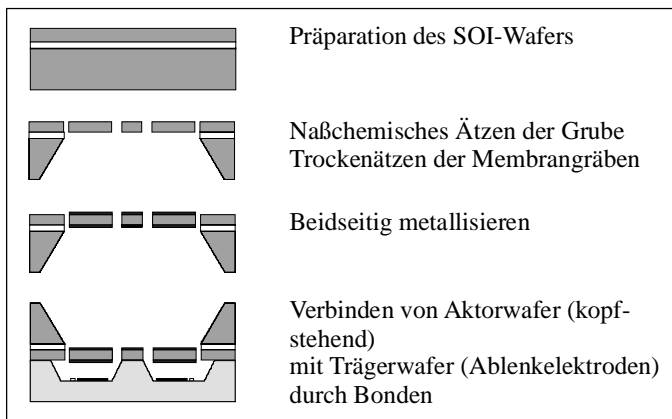 Präparation des SOI-Wafers
Naßchemisches Ätzen der Grube
Trockenätzen der Membrangräben
Beidseitig metallisieren
Verbinden von Aktorwafer (kopf-
stehend)
mit Trägerwafer (Ablenkelektroden)
durch Bonden